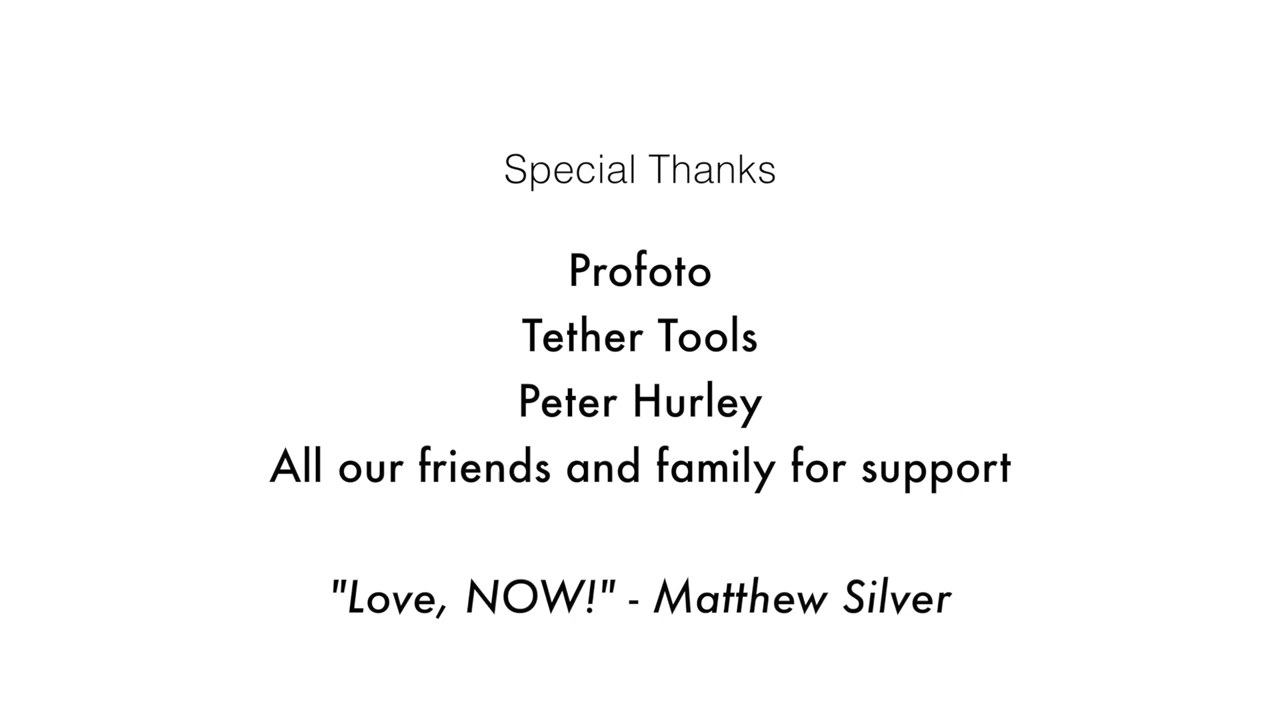 Special Thanks
Profoto
Tether Tools
Peter Hurley
All our friends and family for support
"Love, NOW!" - Matthew Silver